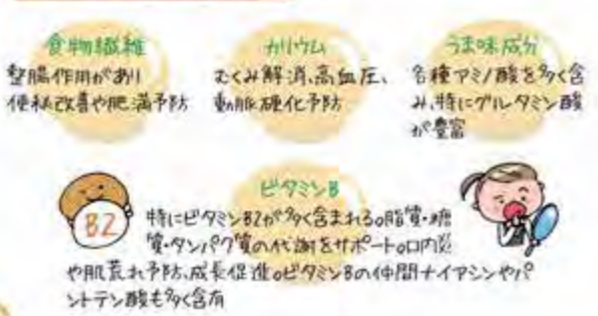 食物繊維
整腸作用があり
便秘改善や肥満予防
カリウム
むくみ解消、高血圧、
動脈硬化予防
うま味成分
各種アミノ酸を多く含
み、特にグルタミン酸
が豊富
ビタミンB
B2
特にビタミンB2が多く含まれる。脂質・糖
質・タンパク質の代謝をサポート。口内炎
や肌荒れ予防、成長促進。ビタミンBの仲間ナイアシンやパ
ントテン酸も多く含有